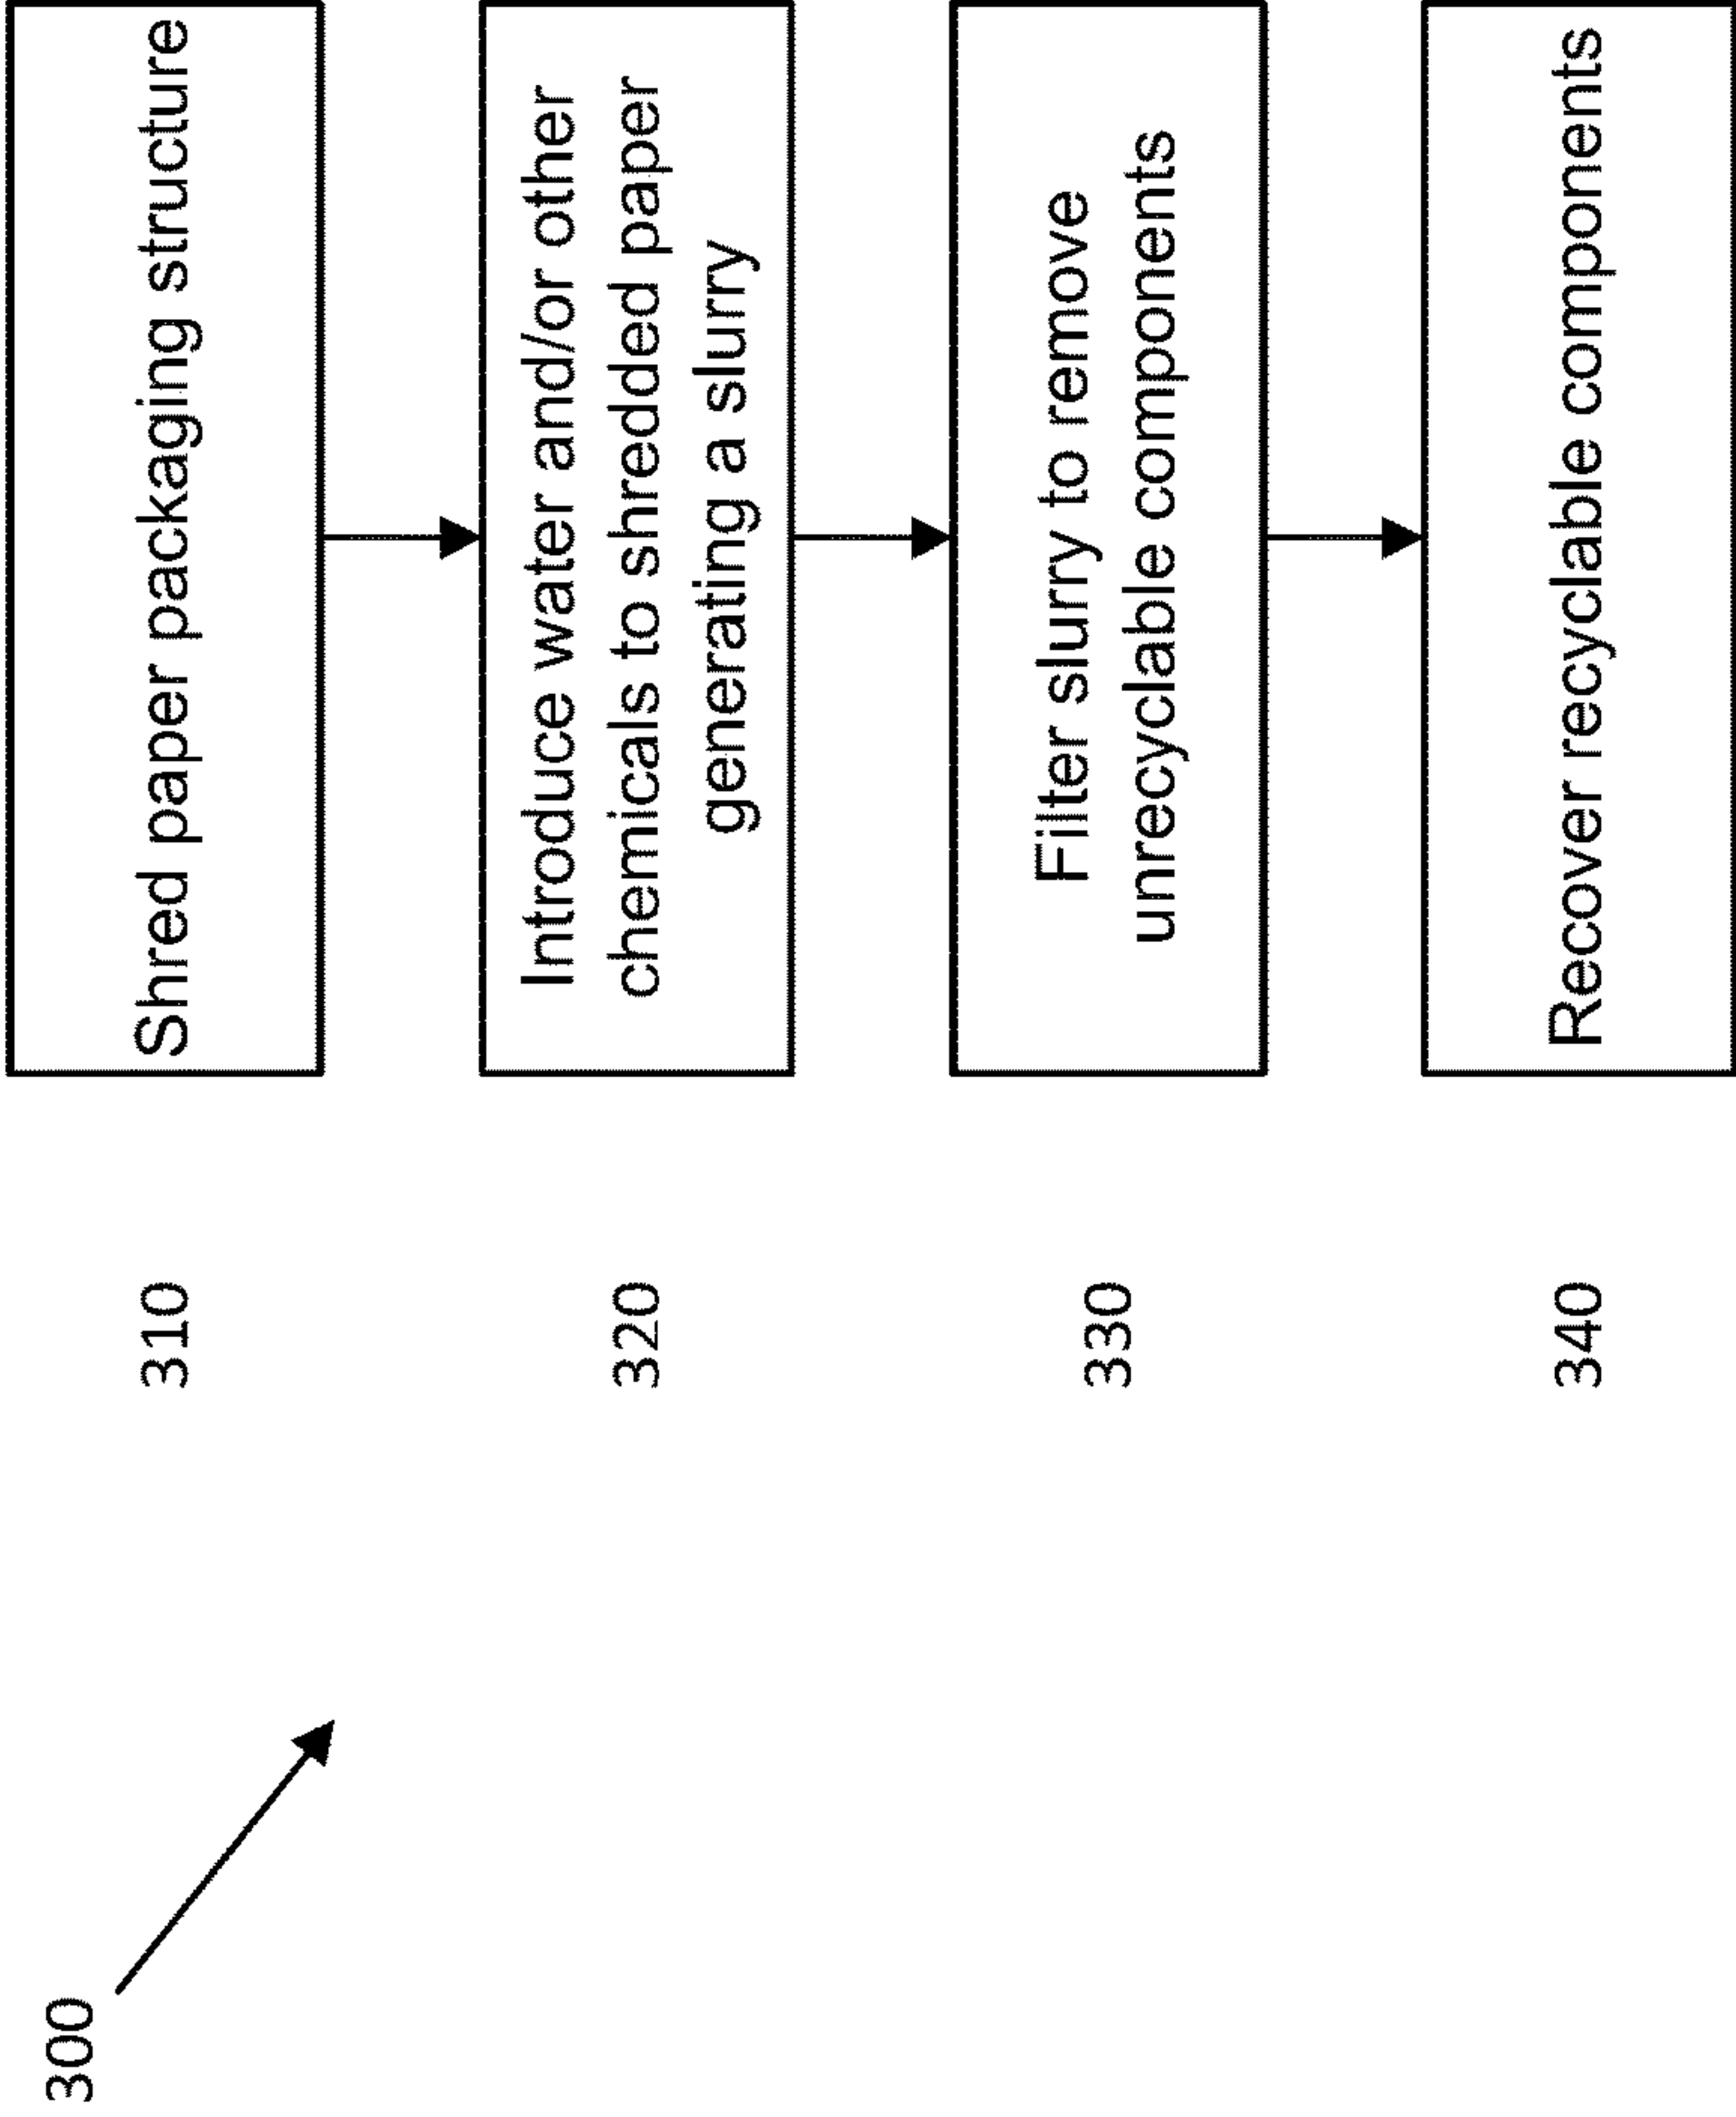 300
310
Shred paper packaging structure
320
Introduce water and/or other
chemicals to shredded paper
generating a slurry
330
Filter slurry to remove
unrecyclable components
340
Recover recyclable components